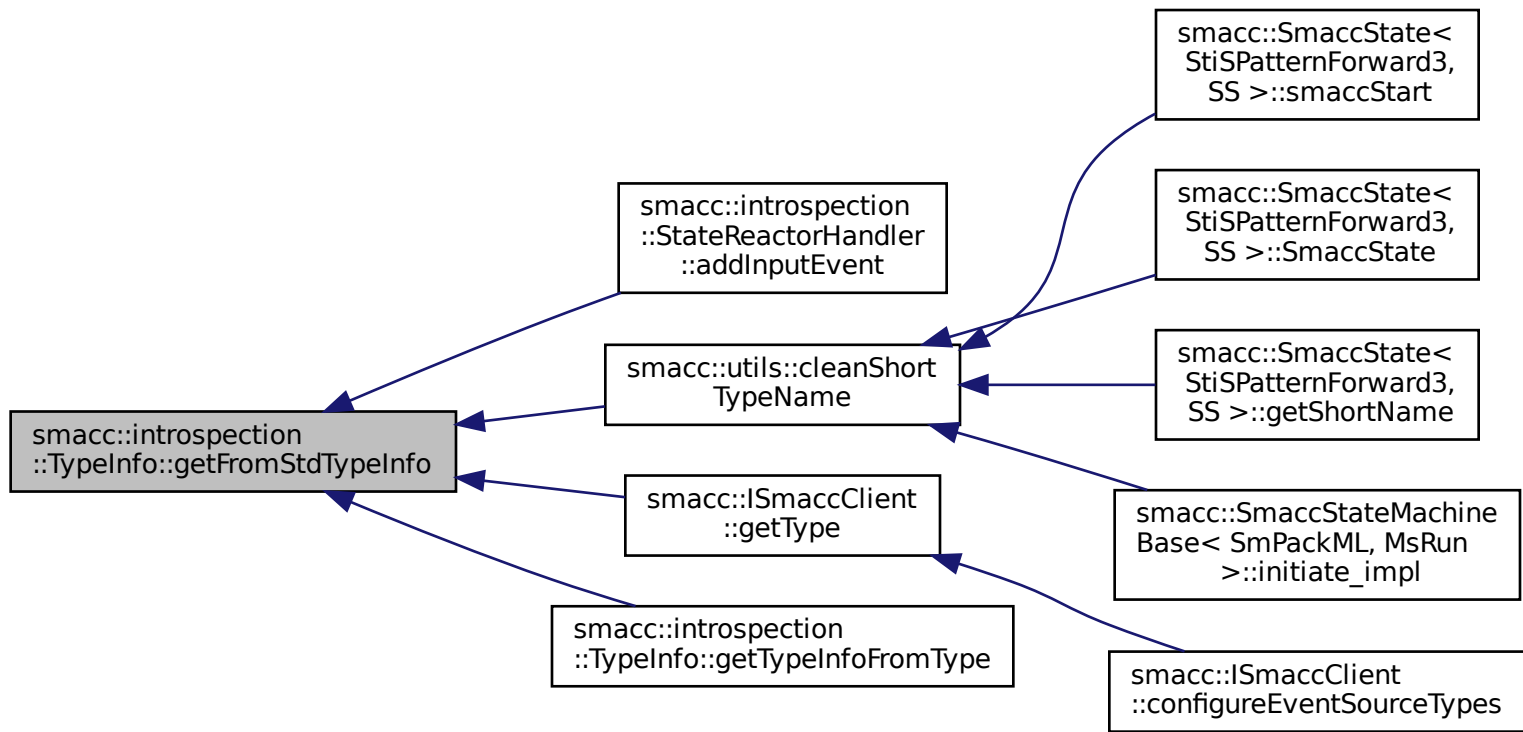 smacc::introspection
::TypeInfo::getFromStdTypeInfo
smacc::introspection
::StateReactorHandler
::addInputEvent
smacc::utils::cleanShort
TypeName
smacc::ISmaccClient
::getType
smacc::introspection
::TypeInfo::getTypeInfoFromType
smacc::SmaccState<
StiSPatternForward3,
SS >::smaccStart
smacc::SmaccState<
StiSPatternForward3,
SS >::SmaccState
smacc::SmaccState<
StiSPatternForward3,
SS >::getShortName
smacc::SmaccStateMachine
Base< SmPackML, MsRun
>::initiate_impl
smacc::ISmaccClient
::configureEventSourceTypes